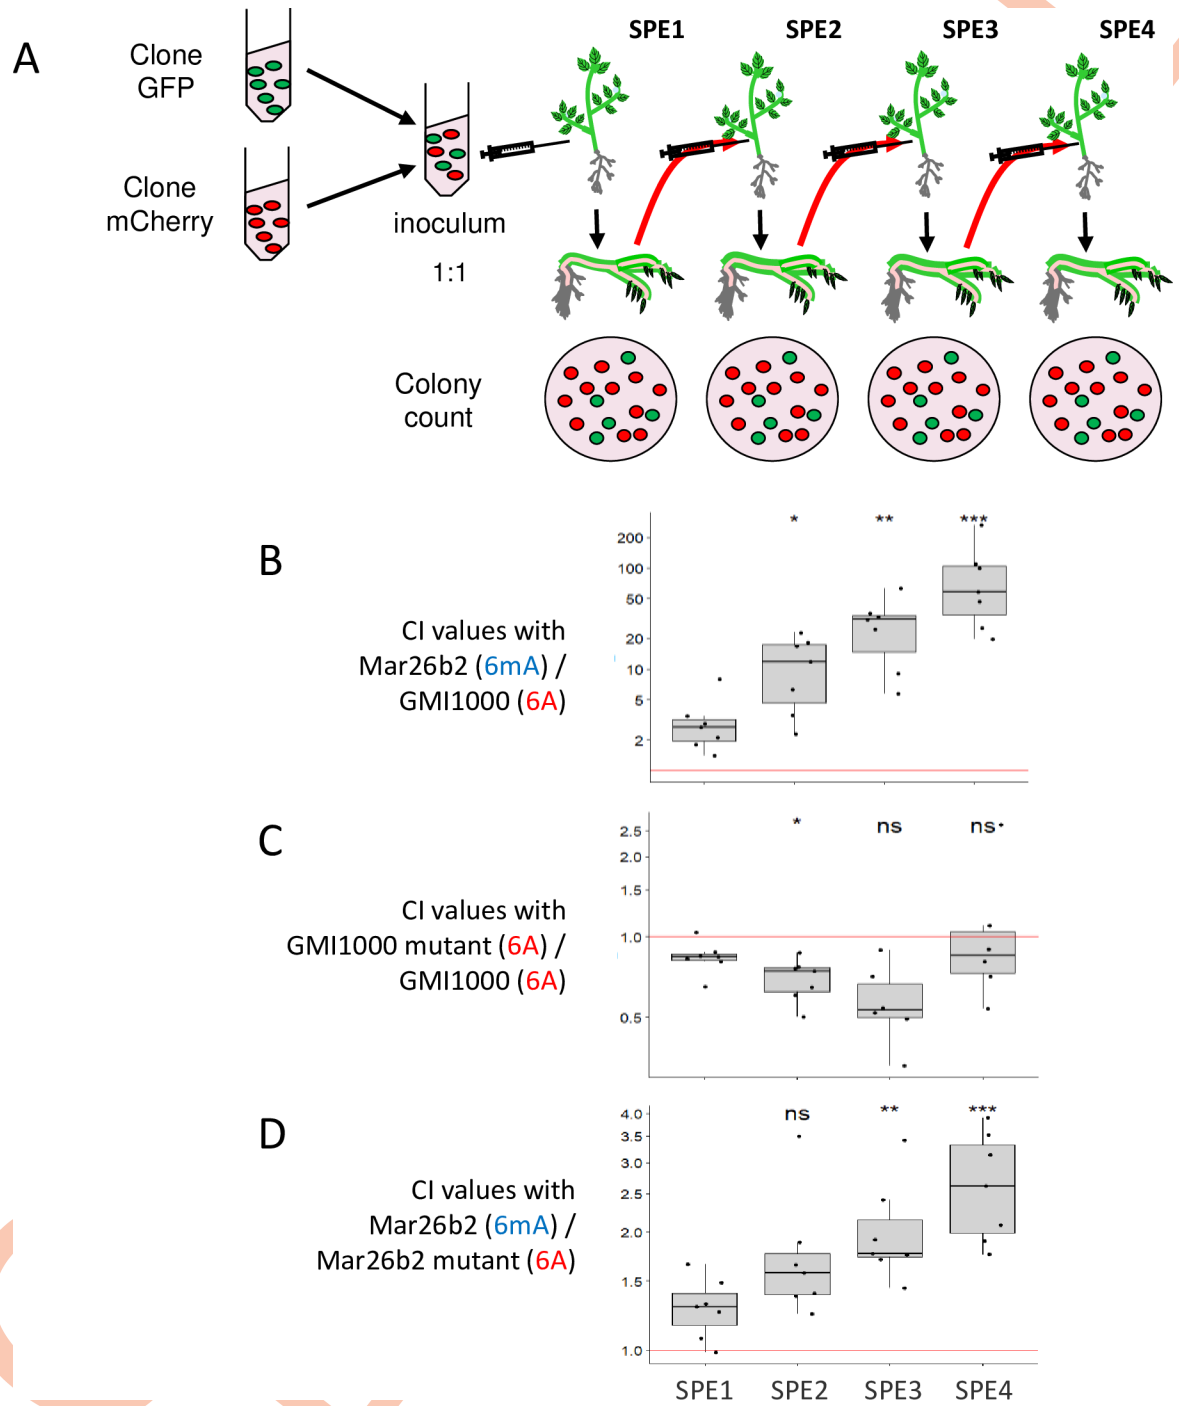 A
Clone
GFP
Clone
mCherry
inoculum
1:1
SPE1 SPE2 SPE3 SPE4
Colony
count
B
CI values with
Mar26b2 (6mA) /
GMI1000 (6A)
* ** ***
200
100
50
20
10
5
2
C
CI values with
GMI1000 mutant (6A) /
GMI1000 (6A)
* ns ns
2.5
2.0
1.5
1.0
0.5
D
CI values with
Mar26b2 (6mA) /
Mar26b2 mutant (6A)
ns ** ***
4.0
3.5
3.0
2.5
2.0
1.5
1.0
SPE1 SPE2 SPE3 SPE4